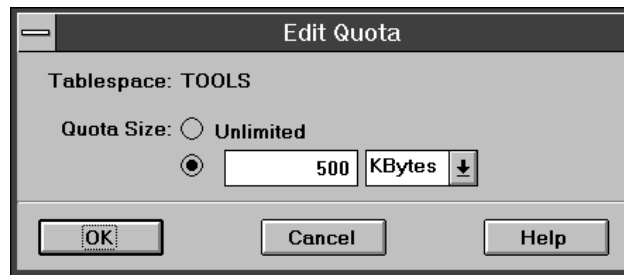 Edit Quota
Tablespace: TOOLS
Quota Size: Unlimited
500 KBytes
OK Cancel Help